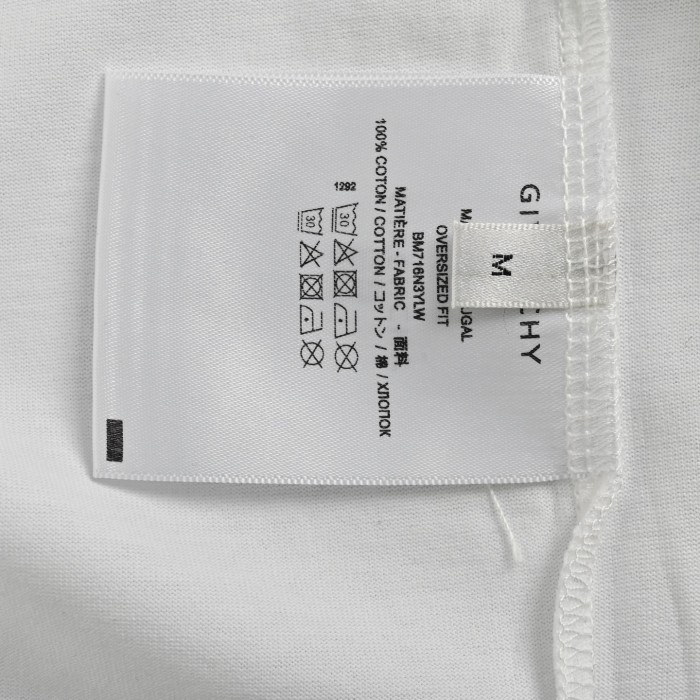 GI
CHY
M
MA
UGAL
OVERSIZED FIT
BM716N3YLW
MATIÈRE - FABRIC - 面料
100% COTON / COTTON / コットン / 棉 / ХЛОПОК
1292
30
30